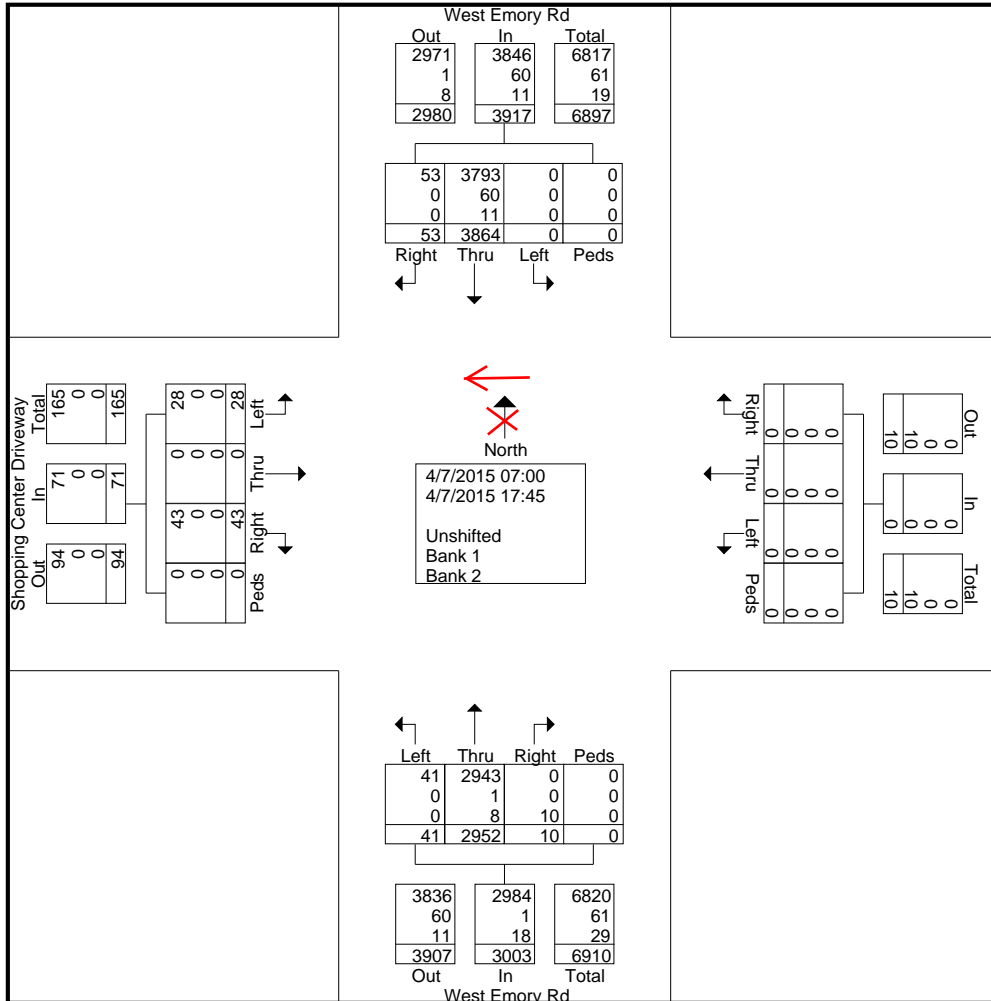 West Emory Rd
Out In Total
2971 3846 6817
1 60 61
8 11 19
2980 3917 6897
53 3793 0 0
0 60 0 0
0 11 0 0
53 3864 0 0
Right Thru Left Peds
Shopping Center Driveway
Total
165
0
0
165
In
71
0
0
71
Out
94
0
0
94
Left
28
0
0
28
Thru
0
0
0
0
Right
43
0
0
43
Peds
0
0
0
0
North
4/7/2015 07:00
4/7/2015 17:45
Unshifted
Bank 1
Bank 2
Right
0
0
0
0
Thru
0
0
0
0
Left
0
0
0
0
Peds
0
0
0
0
Out
0
0
10
10
In
0
0
0
0
Total
0
0
10
10
Left Thru Right Peds
41 2943 0 0
0 1 0 0
0 8 10 0
41 2952 10 0
3836 2984 6820
60 1 61
11 18 29
3907 3003 6910
Out In Total
West Emory Rd